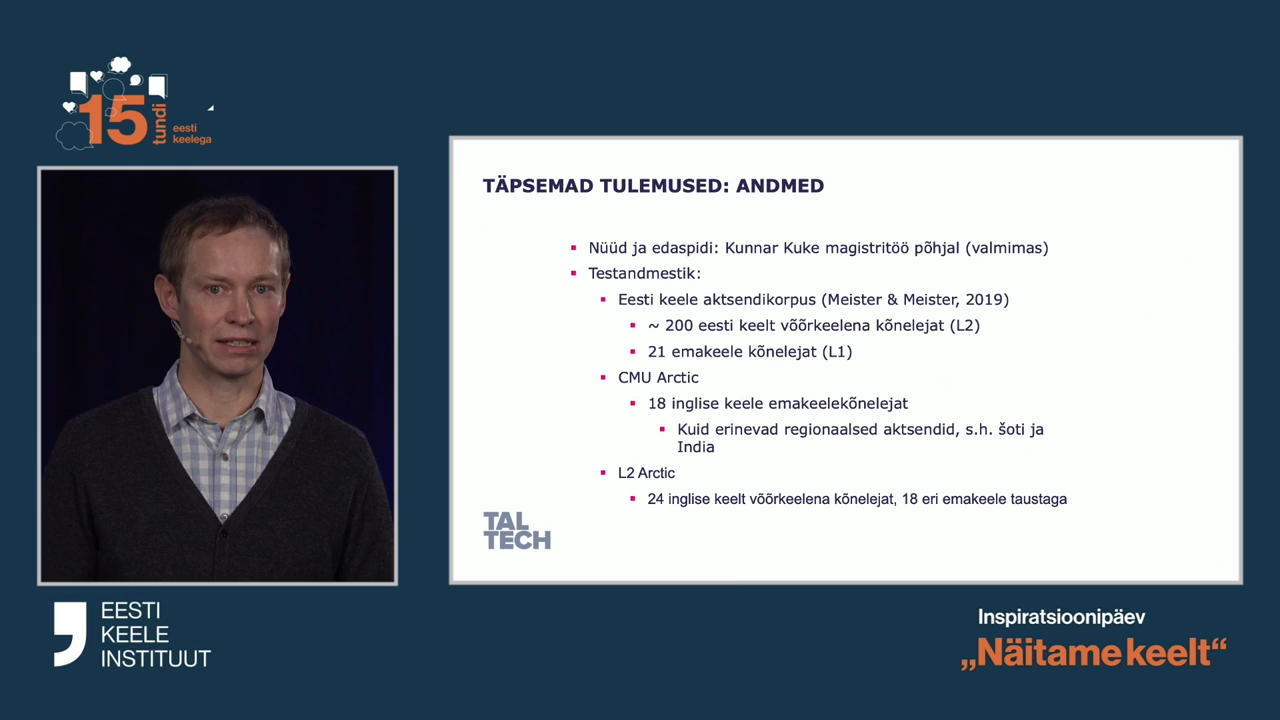 15
tundi
eesti
keelega
TÄPSEMAD TULEMUSED: ANDMED
Nüüd ja edaspidi: Kunnar Kuke magistritöö põhjal (valmimas)
Testandmestik:
Eesti keele aktsendikorpus (Meister & Meister, 2019)
~ 200 eesti keelt võõrkeelena kõnelejat (L2)
21 emakeele kõnelejat (L1)
CMU Arctic
18 inglise keele emakeelekõnelejat
Kuid erinevad regionaalsed aktsendid, s.h. šoti ja
India
L2 Arctic
24 inglise keelt võõrkeelena kõnelejat, 18 eri emakeele taustaga
TAL
TECH
EESTI
KEELE
INSTITUUT
Inspiratsioonipäev
„Näitame keelt“